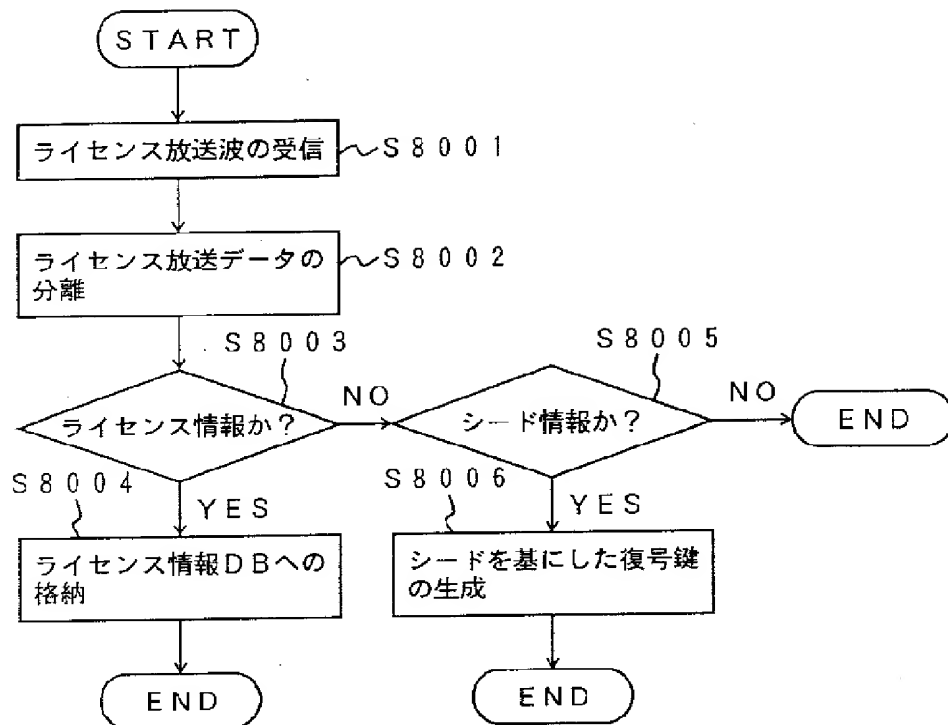 START
ライセンス放送波の受信
S8001
ライセンス放送データの
分離
S8002
S8003
ライセンス情報か?
NO
S8005
シード情報か?
NO
END
S8004
YES
ライセンス情報DBへの
格納
END
S8006
YES
シードを基にした復号鍵
の生成
END